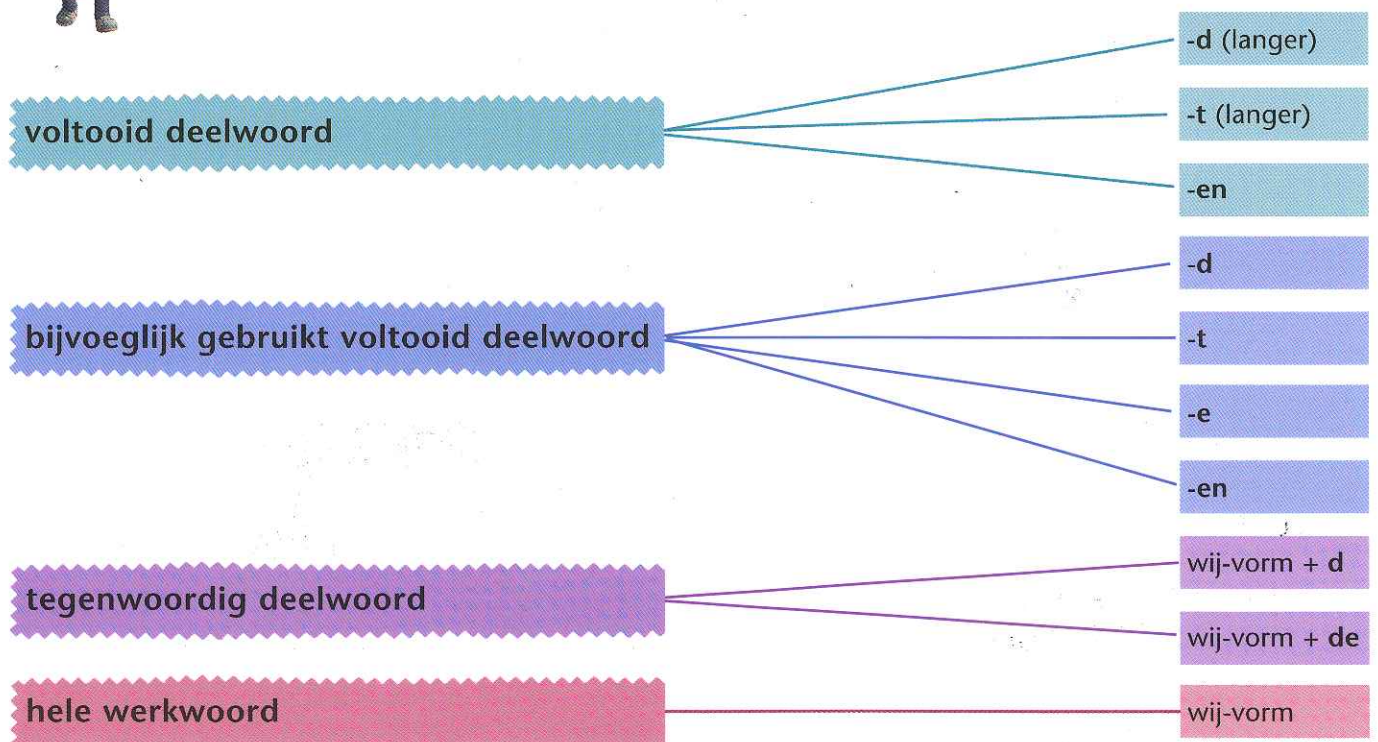 voltooid deelwoord
-d (langer)
-t (langer)
-en
bijvoeglijk gebruikt voltooid deelwoord
-d
-t
-e
-en
tegenwoordig deelwoord
wij-vorm + d
wij-vorm + de
hele werkwoord
wij-vorm